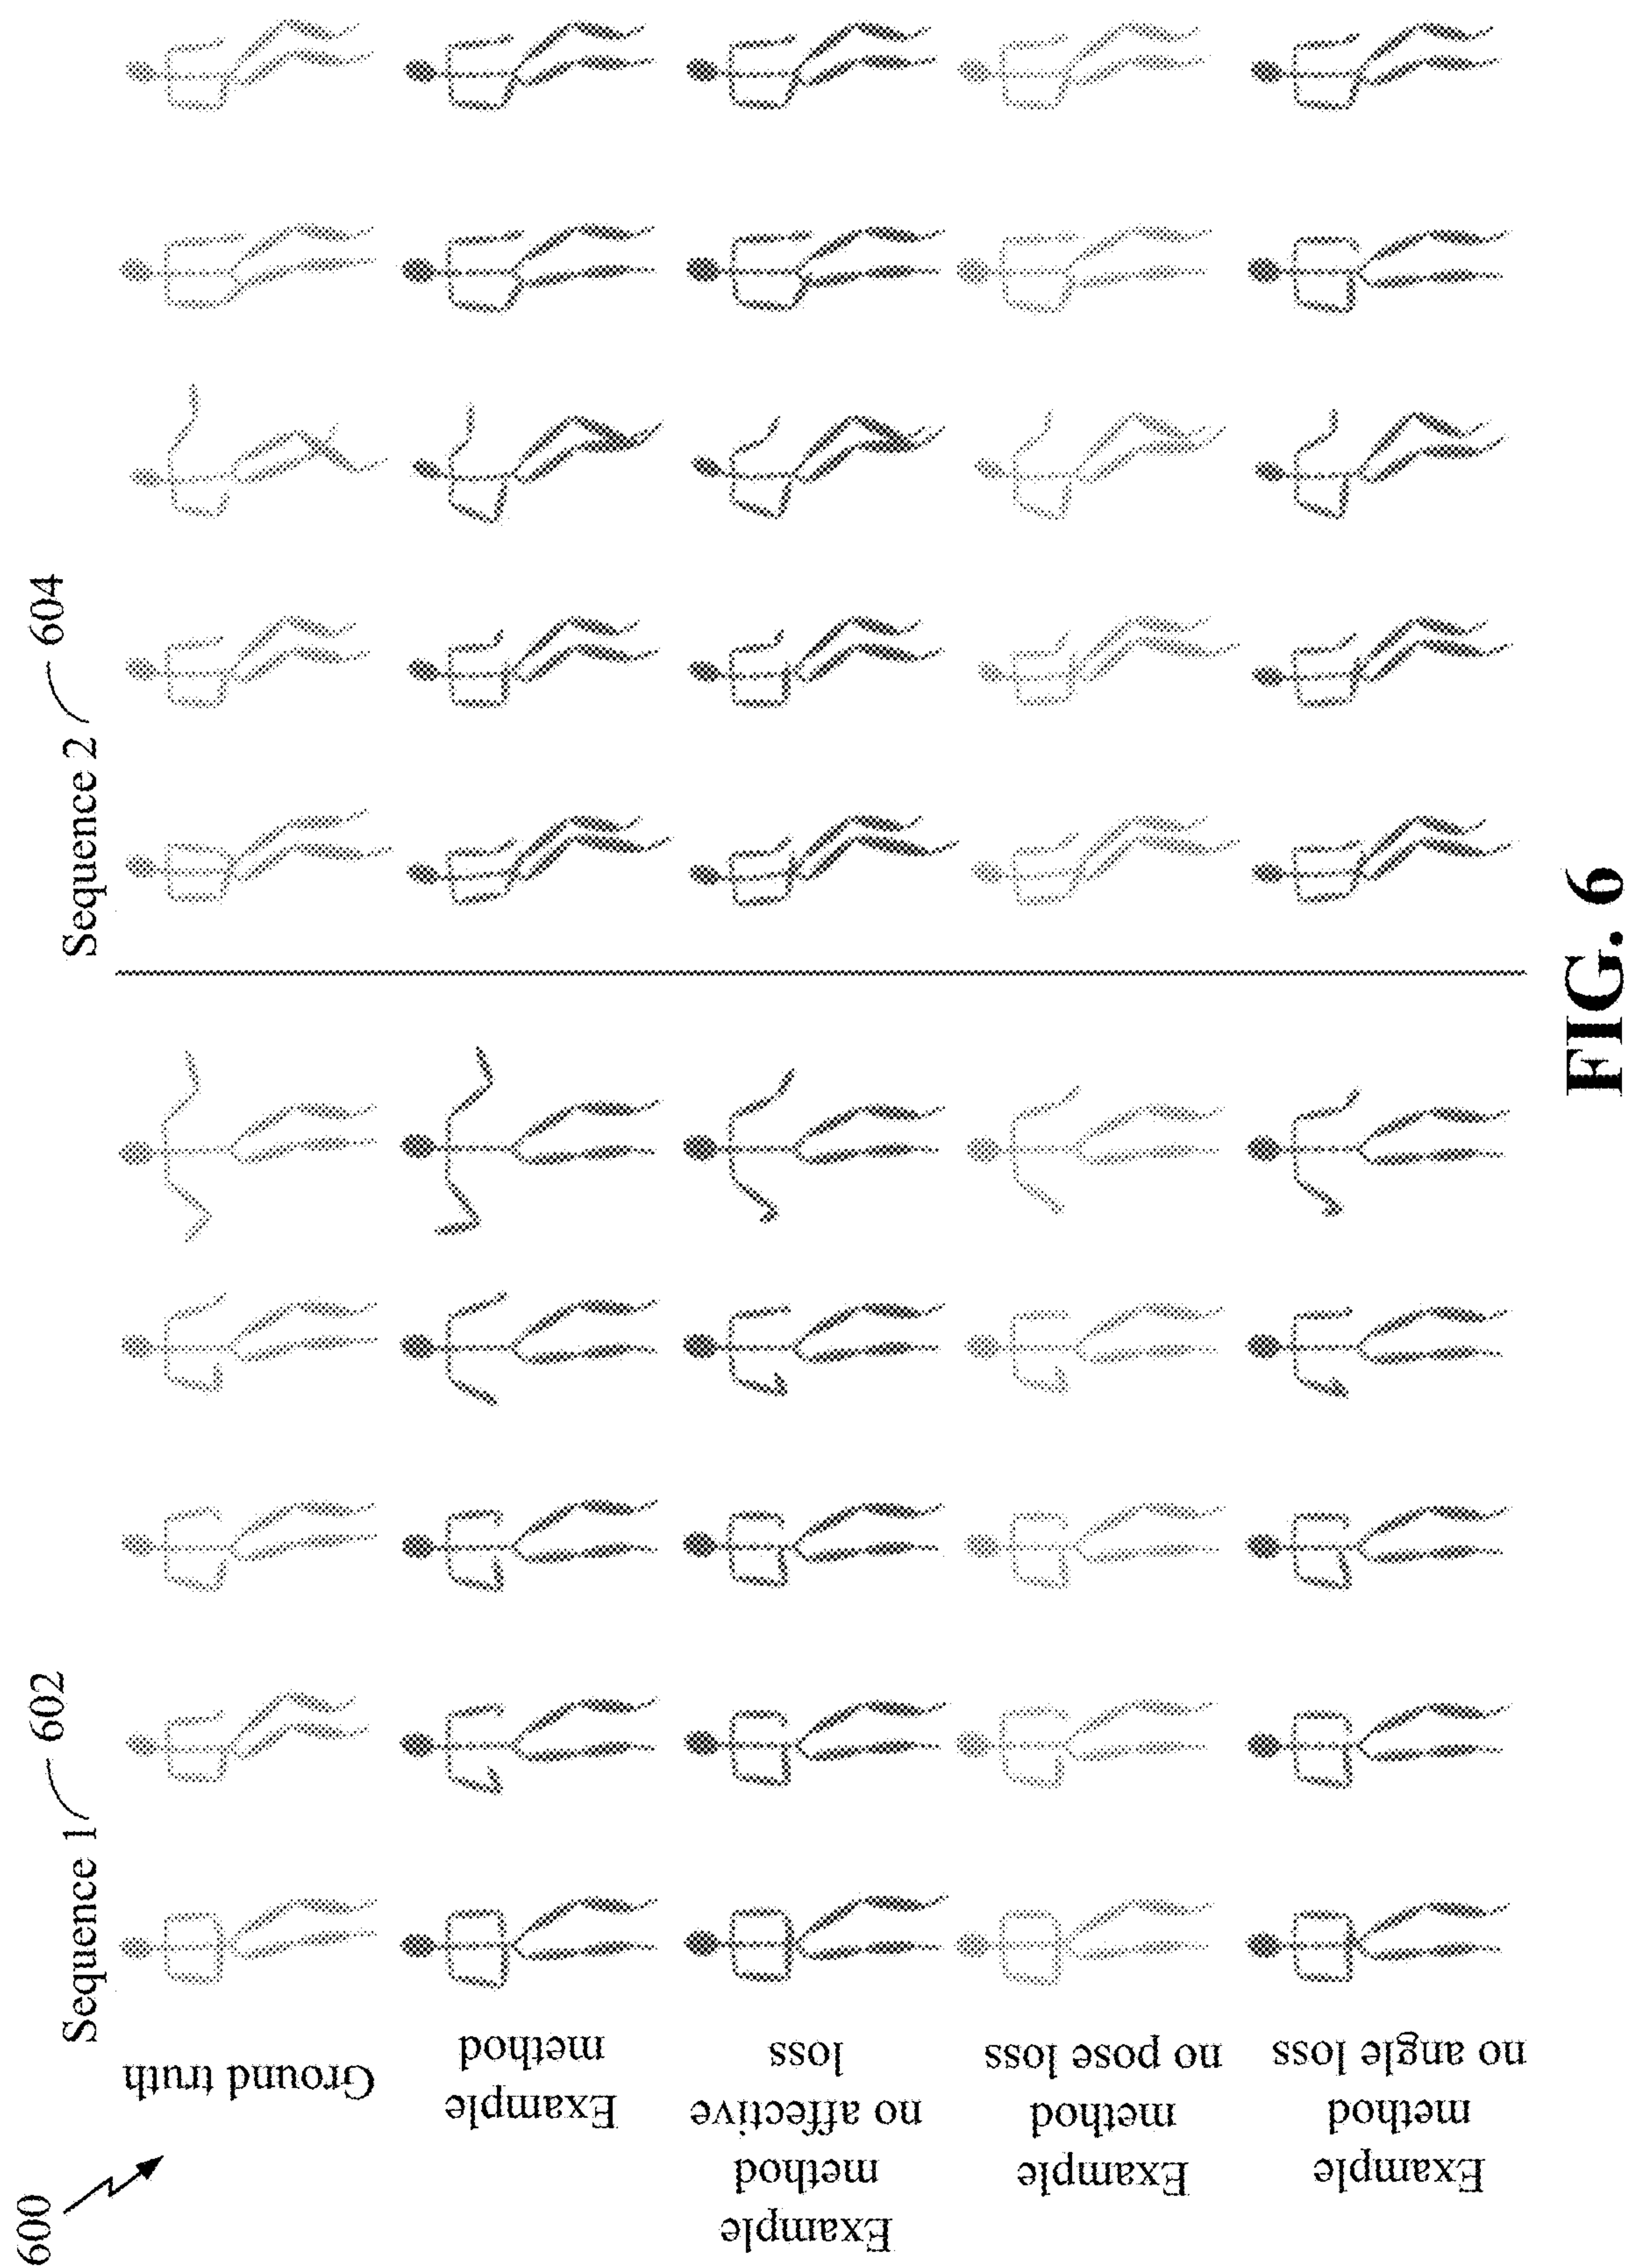 600
Sequence 1
602
Sequence 2
604
Ground truth
Example
method
Example
method
no affective
loss
Example
method
no pose loss
Example
method
no angle loss
FIG. 6